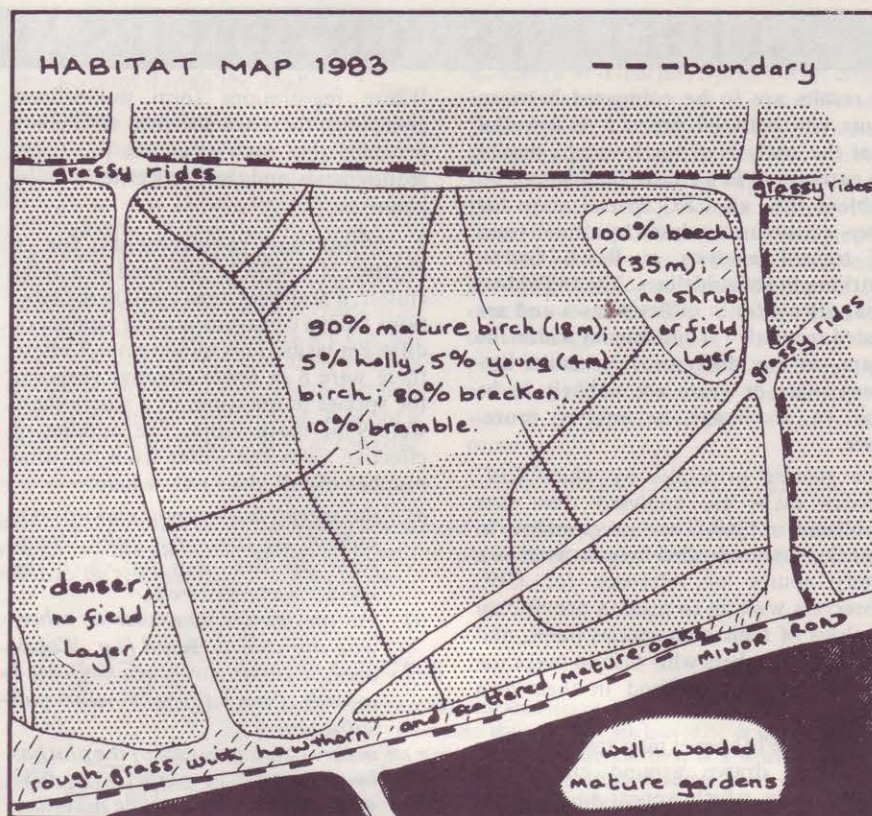 HABITAT MAP 1983
boundary
grassy rides
grassy rides
100% beech
(35m);
no shrub
or field
layer
grassy rides
90% mature birch (18m);
5% holly, 5% young (4m)
birch; 80% bracken,
10% bramble.
denser,
no field
layer
rough grass with hawthorn and scattered mature oaks
MINOR ROAD
well-wooded
mature gardens